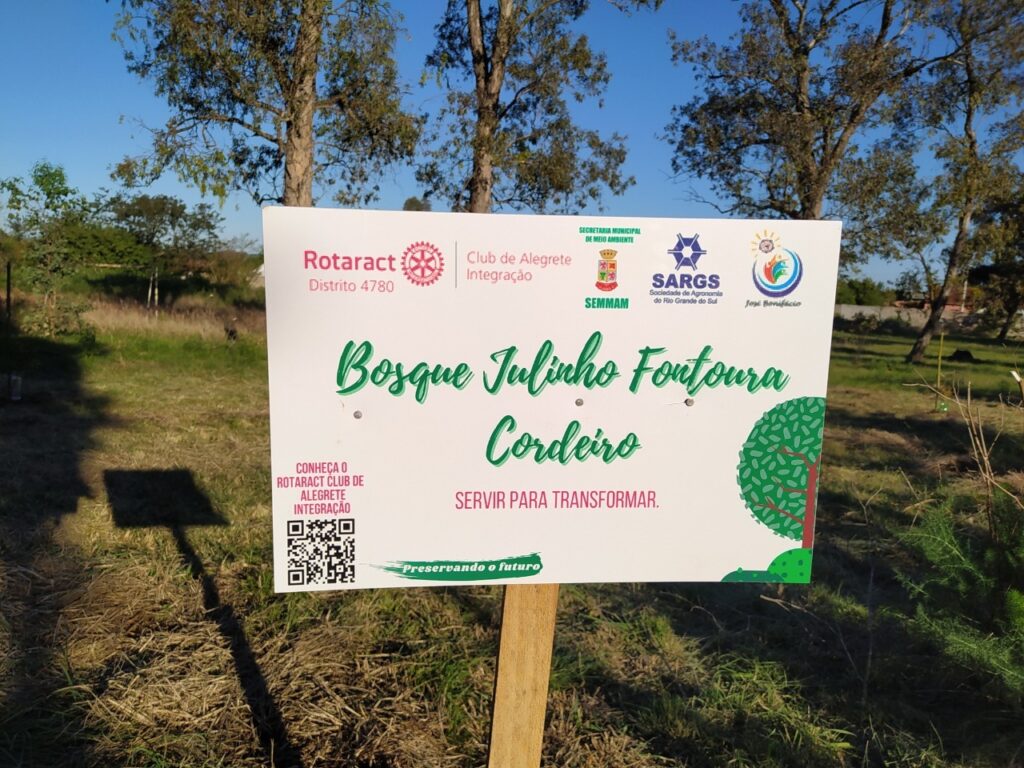 Rotaract
Distrito 4780
Club de Alegrete
Integração
SECRETARIA MUNICIPAL
DE MEIO AMBIENTE
SEMMAM
SARGS
Sociedade de Agronomia
do Rio Grande do Sul
José Bonifácio
Bosque Julinho Fontoura
Cordeiro
SERVIR PARA TRANSFORMAR.
CONHEÇA O
ROTARACT CLUB DE
ALEGRETE
INTEGRAÇÃO
Preservando o futuro